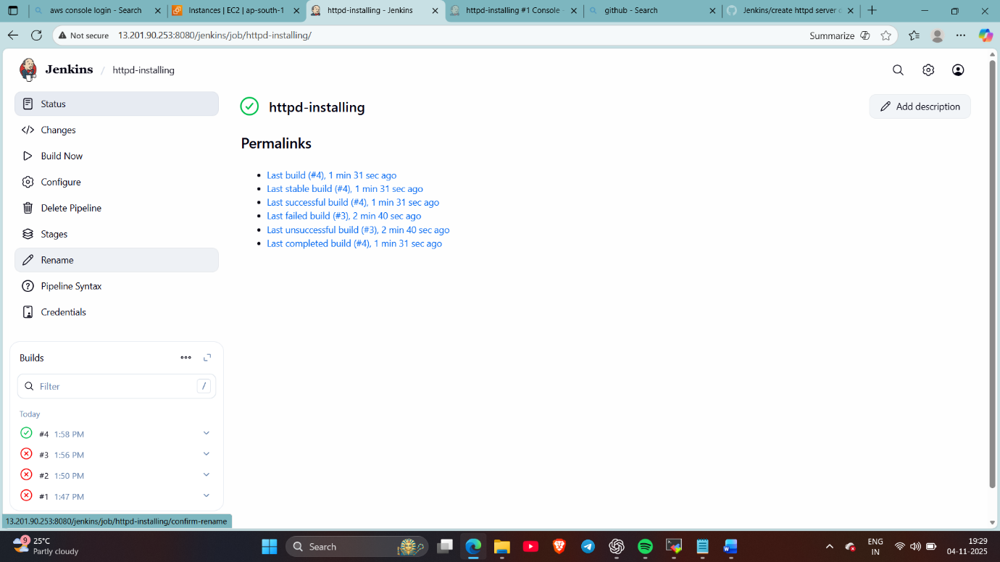 aws console login - Search
Instances | EC2 | ap-south-1
httpd-installing - Jenkins
httpd-installing #1 Console -
github - Search
Jenkins/create httpd server c
Not secure
13.201.90.253:8080/jenkins/job/httpd-installing/
Summarize
Jenkins / httpd-installing
Status
Changes
Build Now
Configure
Delete Pipeline
Stages
Rename
Pipeline Syntax
Credentials
httpd-installing
Add description
Permalinks
Last build (#4), 1 min 31 sec ago
Last stable build (#4), 1 min 31 sec ago
Last successful build (#4), 1 min 31 sec ago
Last failed build (#3), 2 min 40 sec ago
Last unsuccessful build (#3), 2 min 40 sec ago
Last completed build (#4), 1 min 31 sec ago
Builds
Filter /
Today
#4 1:58 PM
#3 1:56 PM
#2 1:50 PM
#1 1:47 PM
13.201.90.253:8080/jenkins/job/httpd-installing/confirm-rename
9
25°C
Partly cloudy
Search
ENG
IN
19:29
04-11-2025